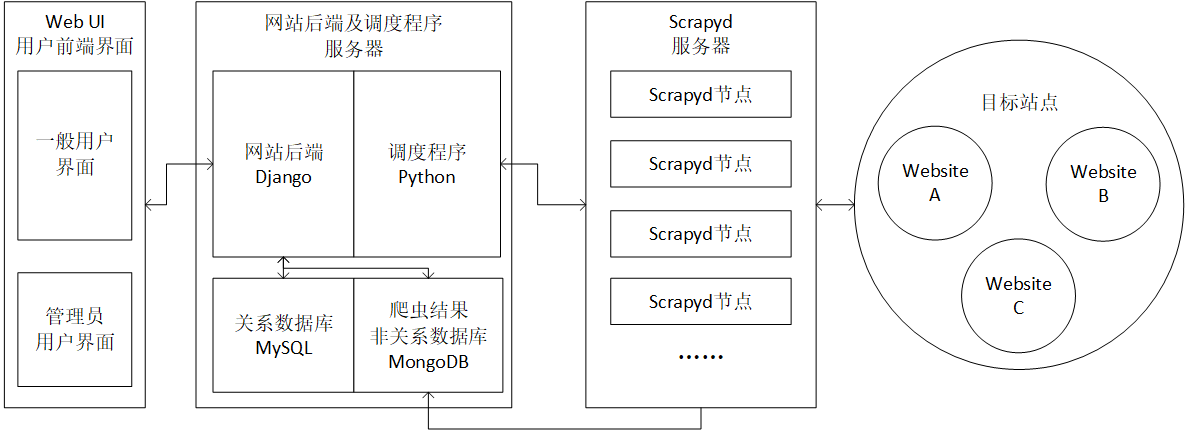 Web UI
用户前端界面
一般用户
界面
管理员
用户界面
网站后端及调度程序
服务器
网站后端
Django
调度程序
Python
关系数据库
MySQL
爬虫结果
非关系数据库
MongoDB
Scrapyd
服务器
Scrapyd节点
Scrapyd节点
Scrapyd节点
Scrapyd节点
……
目标站点
Website
A
Website
B
Website
C